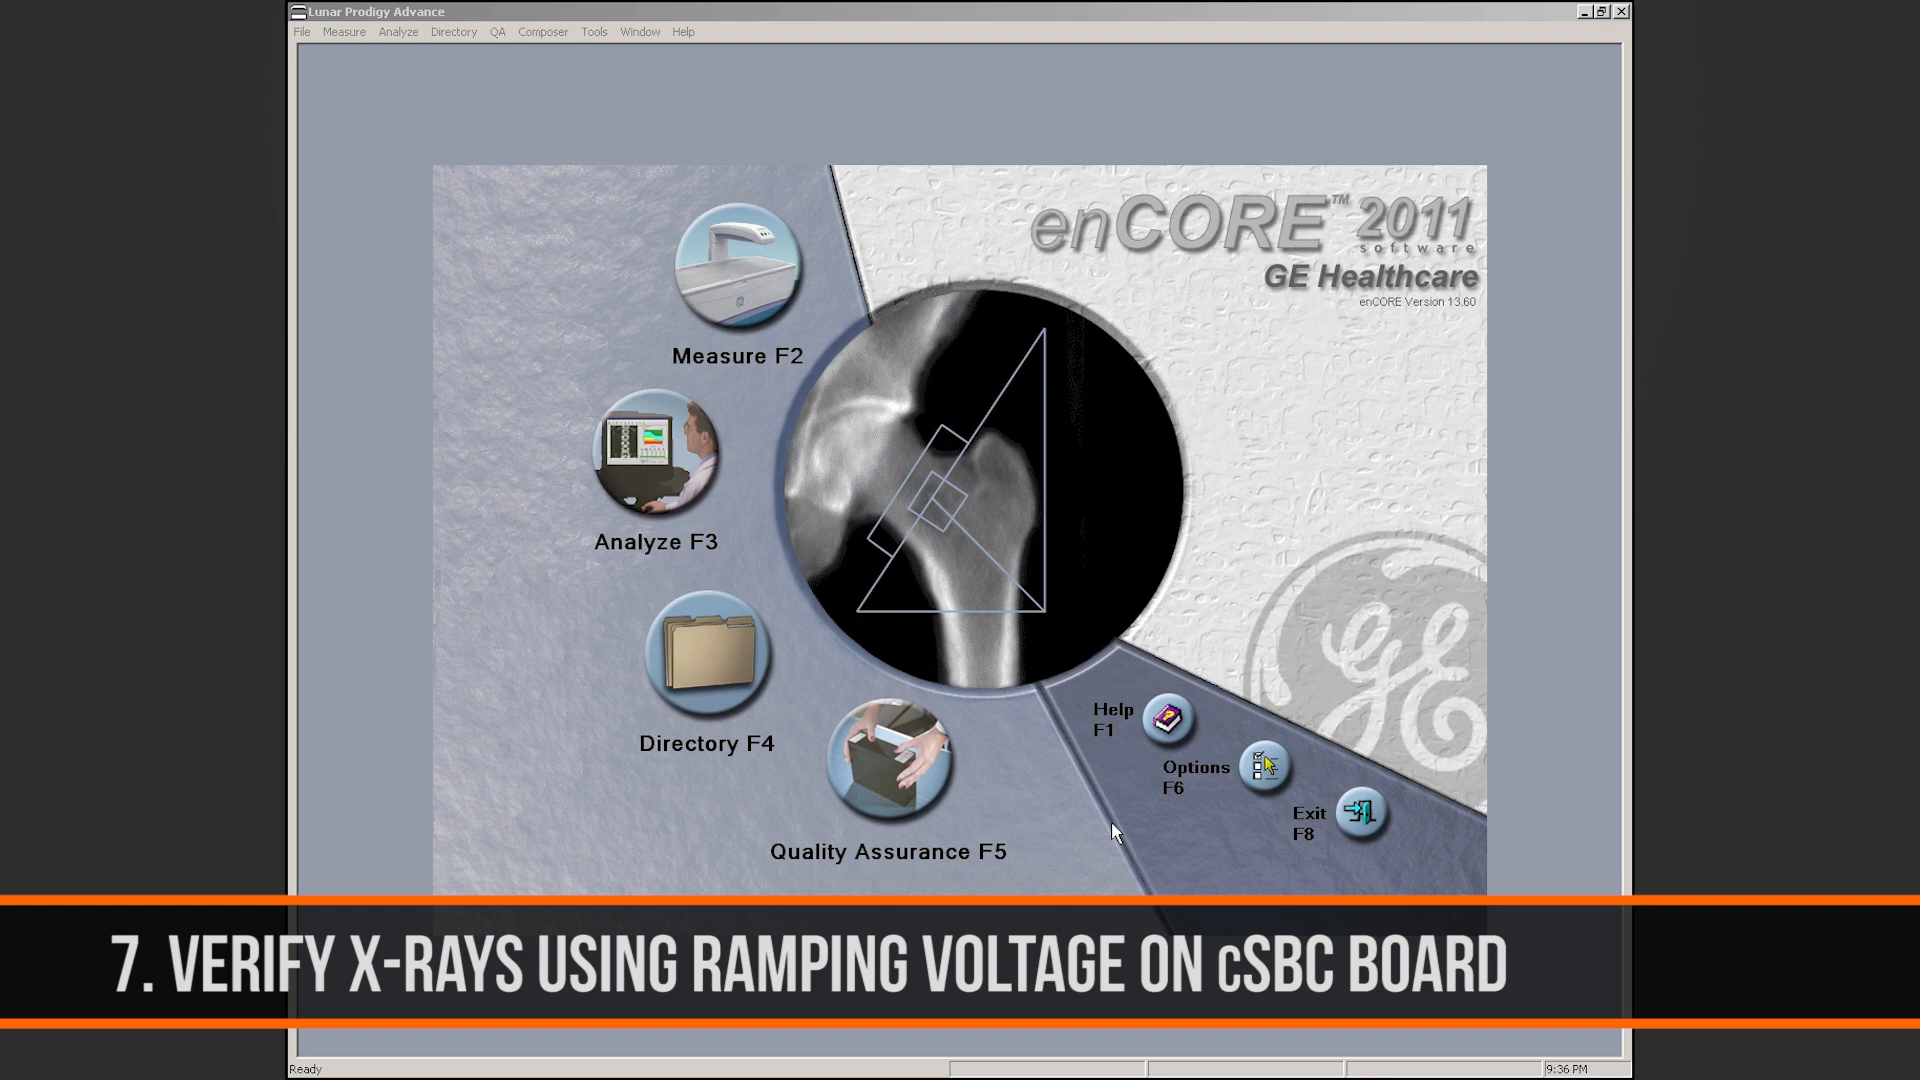 Lunar Prodigy Advance
File Measure Analyze Directory QA Composer Tools Window Help
enCORE™ 2011
software
GE Healthcare
enCORE Version 13.60
Measure F2
Analyze F3
Directory F4
Quality Assurance F5
Help
F1
Options
F6
Exit
F8
GE
7. VERIFY X-RAYS USING RAMPING VOLTAGE ON cSBC BOARD
Ready
9:36 PM